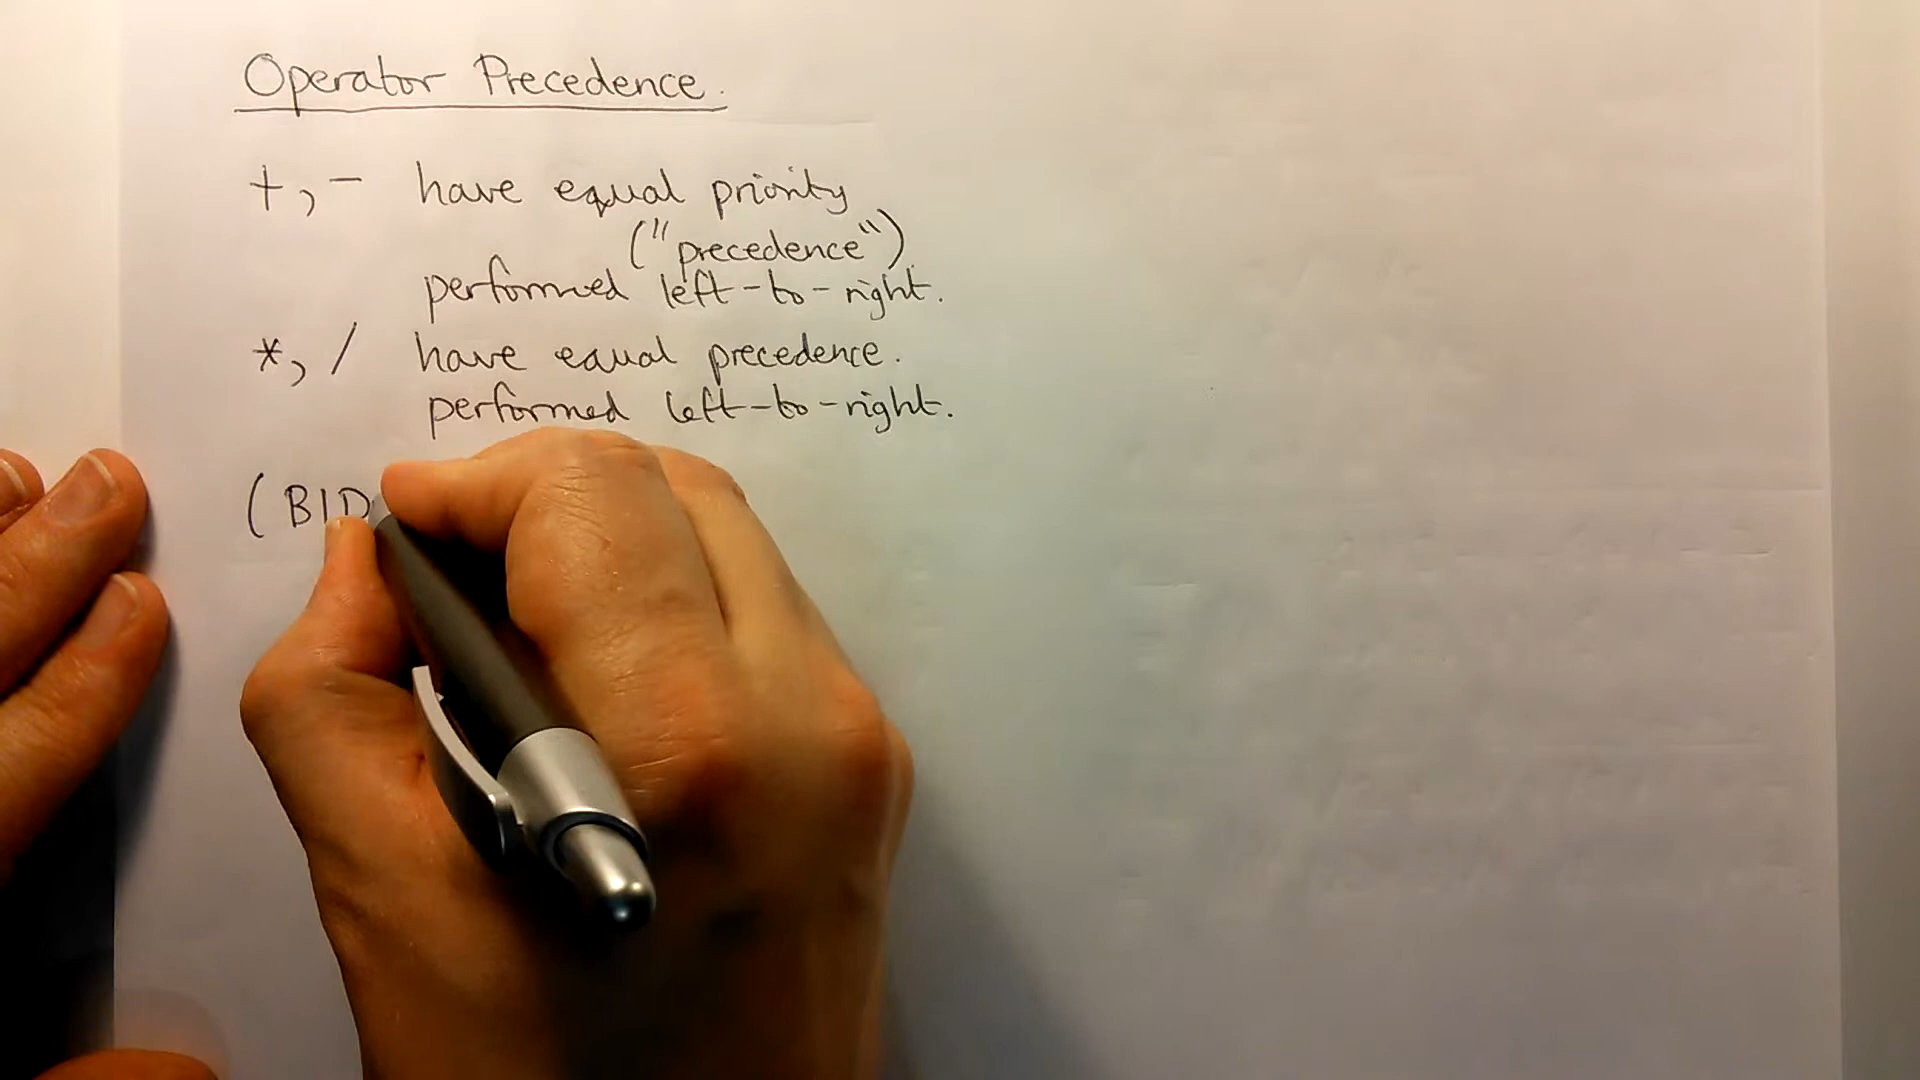 Operator Precedence.
+, - have equal priority
("precedence")
performed left-to-right.
*, / have equal precedence.
performed left-to-right.
(BID